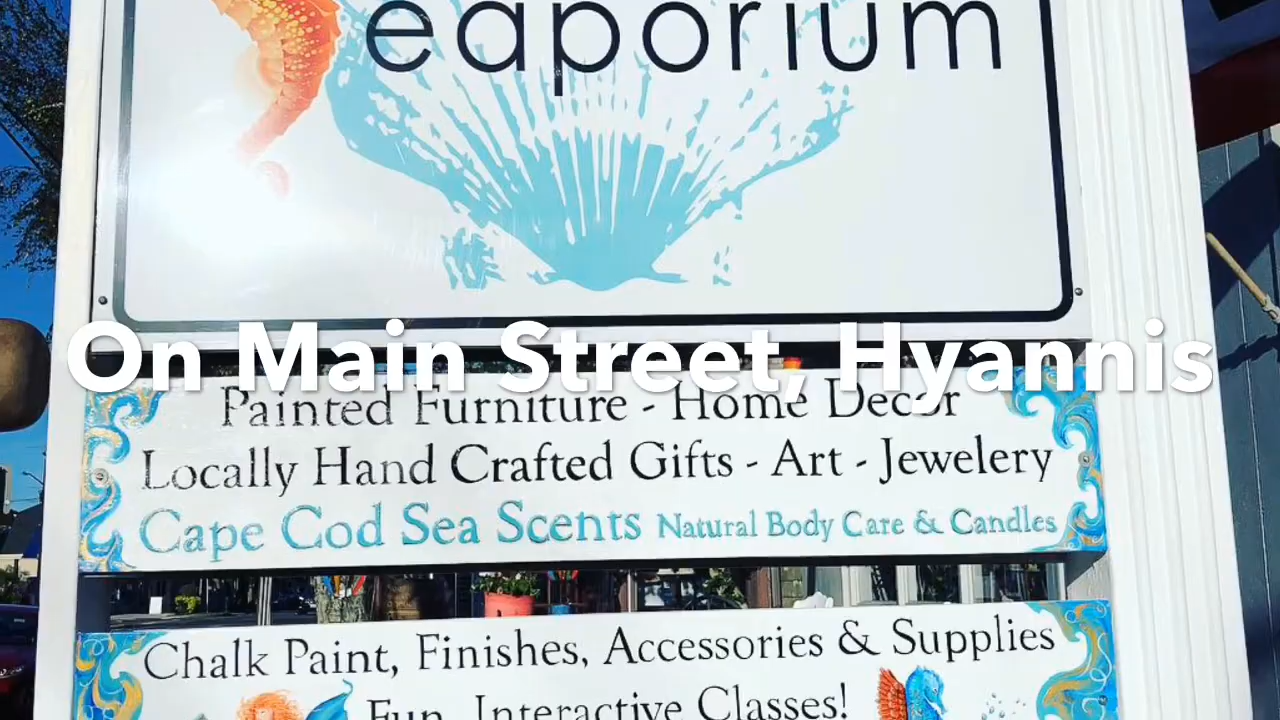 eaporium
On Main Street, Hyannis
Painted Furniture - Home Decor
Locally Hand Crafted Gifts - Art - Jewelery
Cape Cod Sea Scents Natural Body Care & Candles
Chalk Paint, Finishes, Accessories & Supplies
Fun, Interactive Classes!